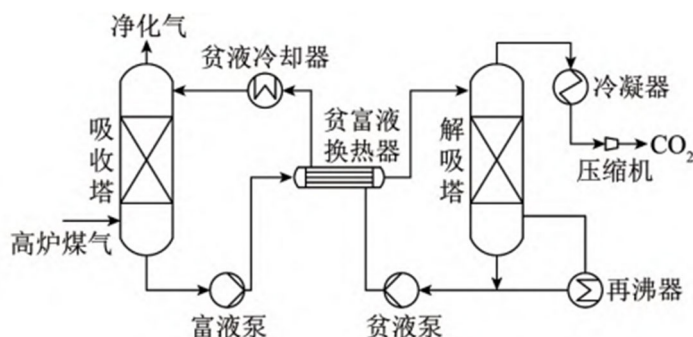 净化气
贫液冷却器
冷凝器
吸收塔
贫富液
换热器
解吸塔
CO₂
压缩机
高炉煤气
再沸器
富液泵
贫液泵